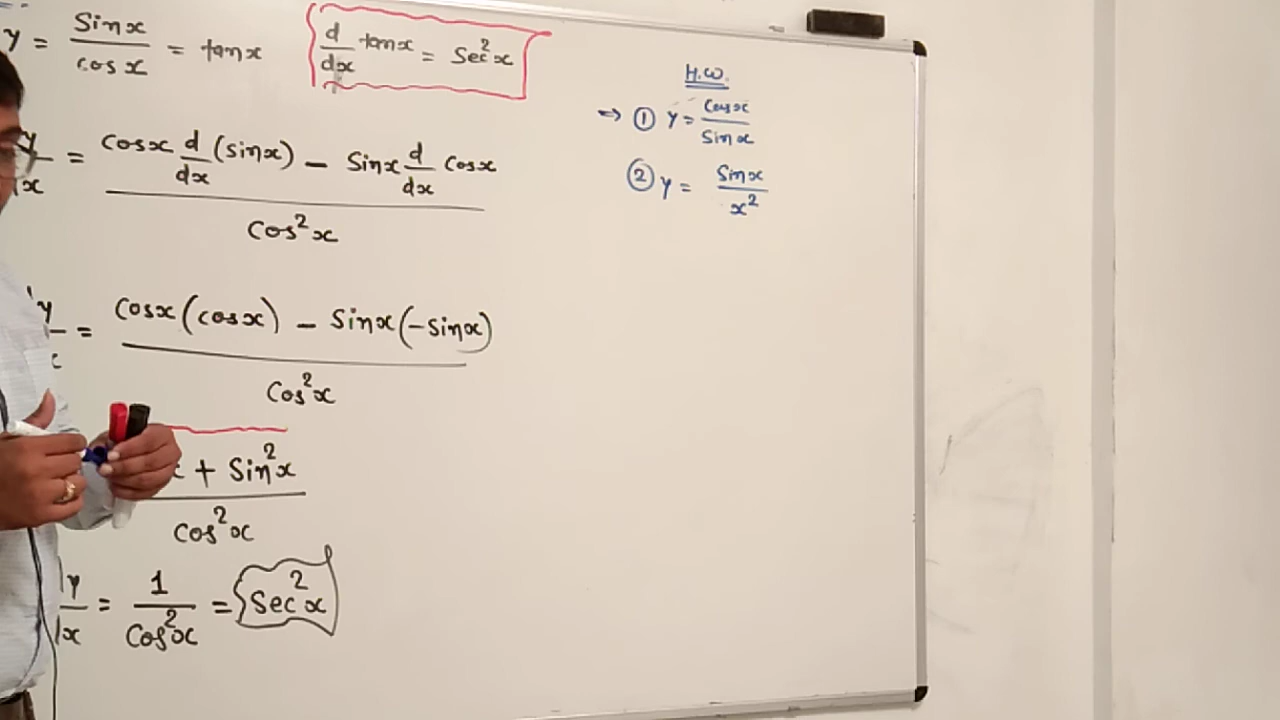 y = Sinx / cosx = tanx
d/dx tanx = Sec²x
y/x = Cosx d/dx (sinx) − Sinx d/dx Cosx / Cos²x
y = Cosx (cosx) − Sinx (−sinx) / Cos²x
+ Sin²x / Cos²x
y/x = 1 / Cos²x = Sec²x
H.W.
⇒ ① y = Cosx / Sinx
② y = Sinx / x²